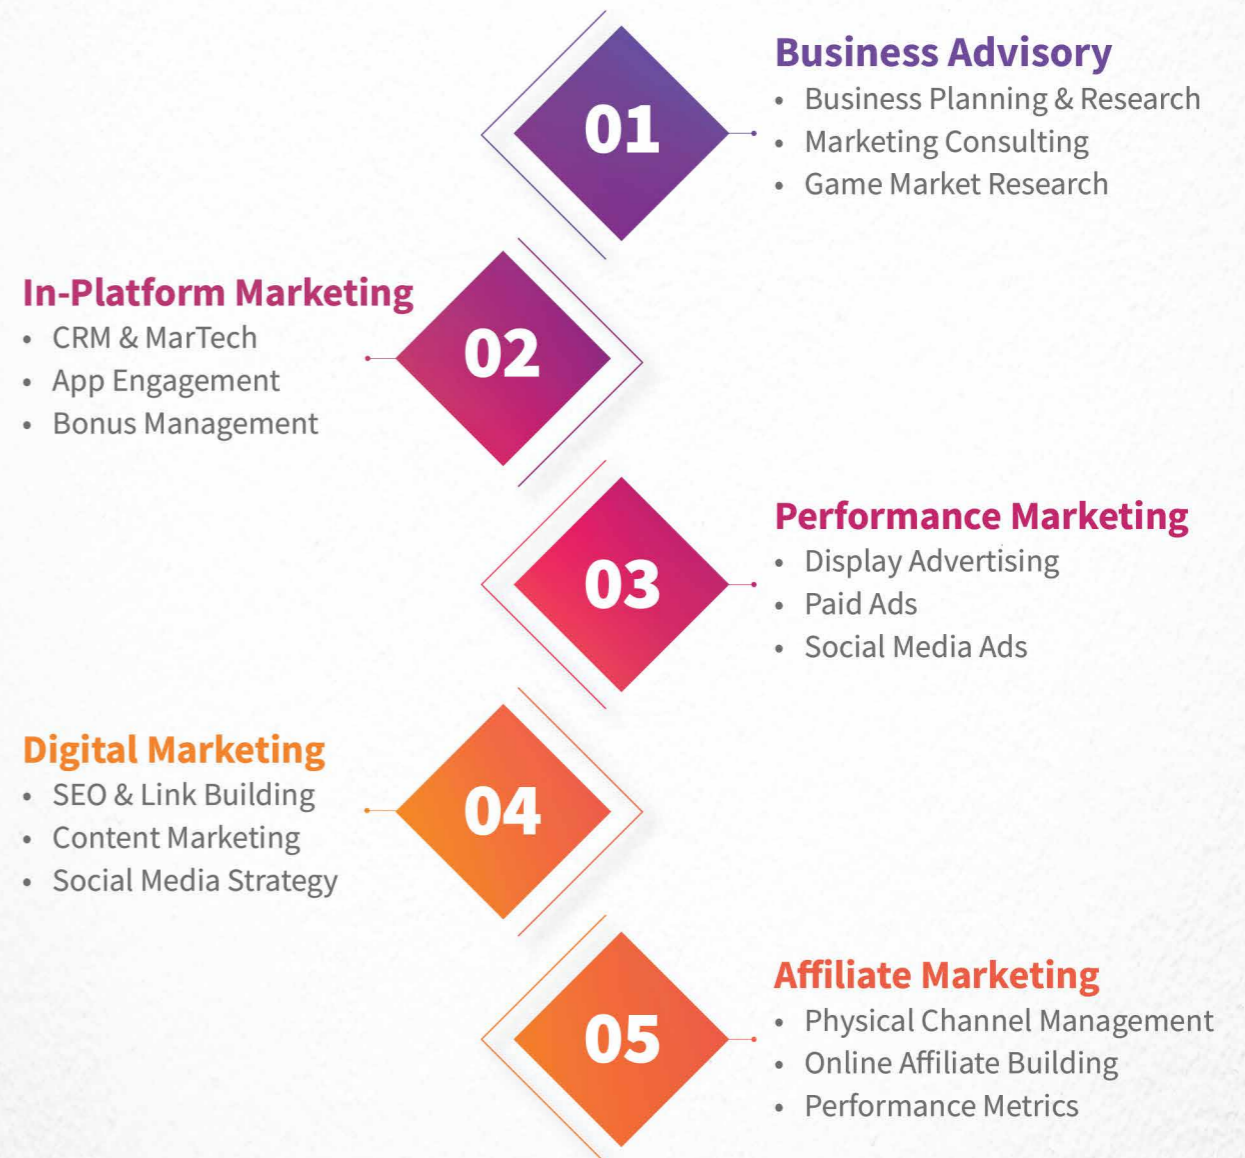 01
Business Advisory
• Business Planning & Research
• Marketing Consulting
• Game Market Research
02
In-Platform Marketing
• CRM & MarTech
• App Engagement
• Bonus Management
03
Performance Marketing
• Display Advertising
• Paid Ads
• Social Media Ads
04
Digital Marketing
• SEO & Link Building
• Content Marketing
• Social Media Strategy
05
Affiliate Marketing
• Physical Channel Management
• Online Affiliate Building
• Performance Metrics